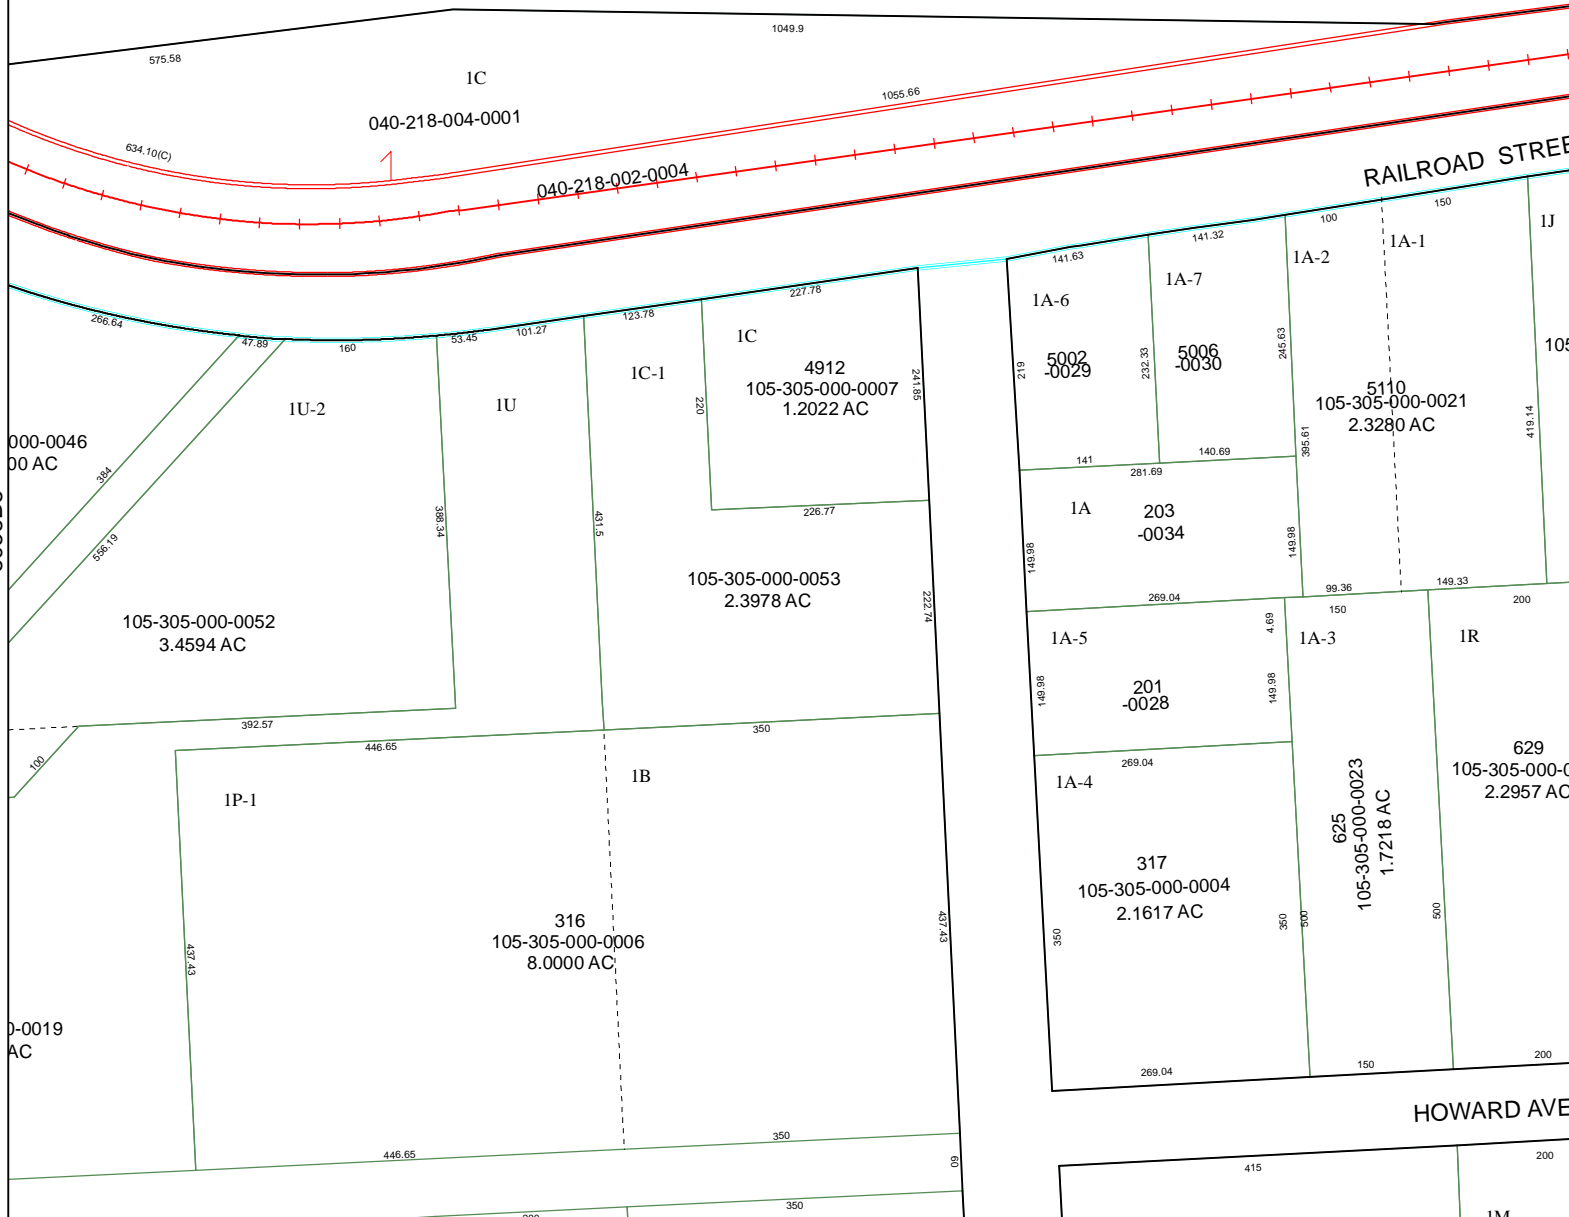 1049.9
575.58
1C
1055.66
040-218-004-0001
634.10(C)
1
040-218-002-0004
RAILROAD STREE
100
150
1J
141.32
1A-2
1A-1
141.63
1A-7
227.78
1A-6
266.64
123.78
47.89
160
53.45
101.27
1C
1C-1
4912
105-305-000-0007
1.2022 AC
220
241.85
219
5002
-0029
232.33
5006
-0030
245.63
105
5110
105-305-000-0021
2.3280 AC
1U-2
1U
419.14
395.61
000-0046
00 AC
384
141
281.69
140.69
388.34
431.5
226.77
1A
203
-0034
149.98
149.98
556.19
105-305-000-0053
2.3978 AC
222.74
269.04
99.36
149.33
150
200
105-305-000-0052
3.4594 AC
4.69
1A-5
1A-3
1R
201
-0028
149.98
149.98
392.57
350
446.65
100
269.04
629
105-305-000-0
2.2957 AC
1P-1
1B
1A-4
625
105-305-000-0023
1.7218 AC
317
105-305-000-0004
2.1617 AC
316
105-305-000-0006
8.0000 AC
437.43
437.43
350
350
500
500
0-0019
AC
269.04
150
200
HOWARD AVE
446.65
350
60
415
200
350
200
1M